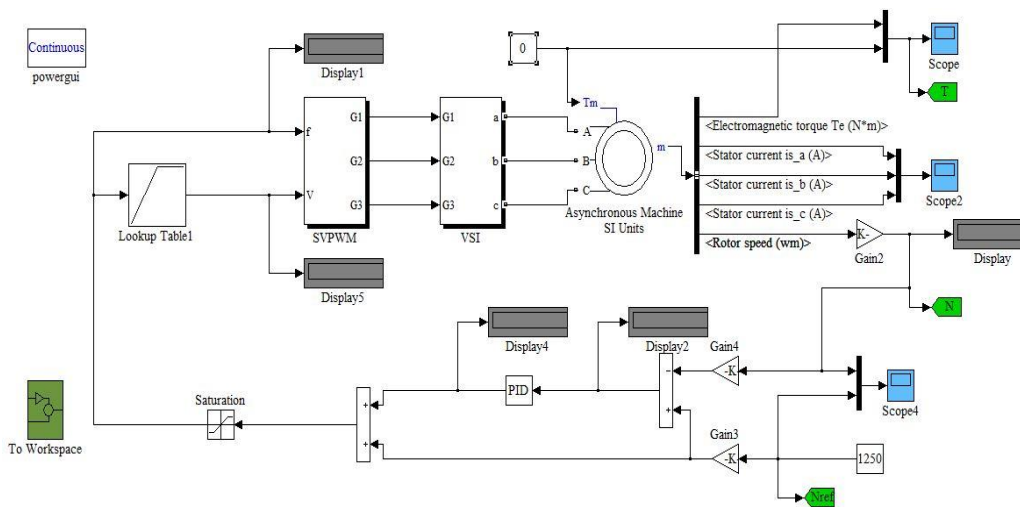 Continuous
powergui
Display1
0
Scope
T
Tm
f
V
G1
G2
G3
SVPWM
G1
G2
G3
a
b
c
VSI
A
B
C
m
Asynchronous Machine
SI Units
<Electromagnetic torque Te (N*m)>
<Stator current is_a (A)>
<Stator current is_b (A)>
<Stator current is_c (A)>
<Rotor speed (wm)>
Scope2
K-
Gain2
Display
Lookup Table1
Display5
N
Display4
Display2
Gain4
-K
PID
Scope4
Saturation
To Workspace
Gain3
-K
1250
Nref
+
+
−
+